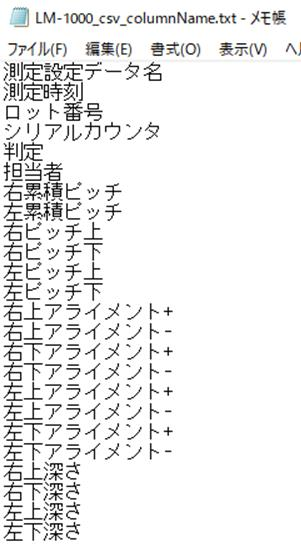 LM-1000_csv_columnName.txt - メモ帳
ファイル(F) 編集(E) 書式(O) 表示(V) ヘ
測定設定データ名
測定時刻
ロット番号
シリアルカウンタ
判定
担当者
右累積ピッチ
左累積ピッチ
右ピッチ上
右ピッチ下
左ピッチ上
左ピッチ下
右上アライメント+
右上アライメント-
右下アライメント+
右下アライメント-
左上アライメント+
左上アライメント-
左下アライメント+
左下アライメント-
右上深さ
右下深さ
左上深さ
左下深さ